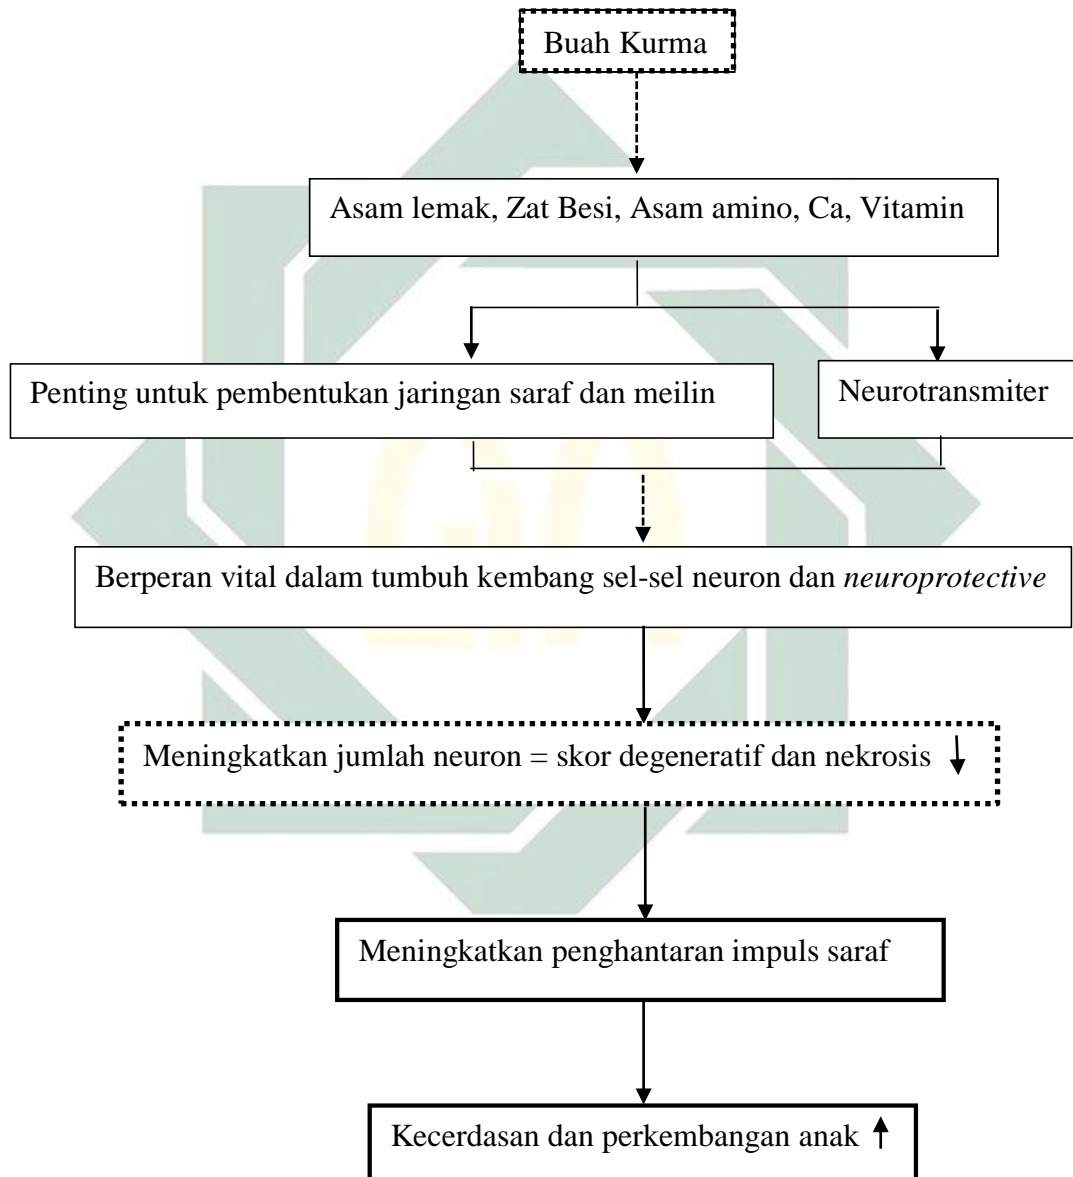 Buah Kurma
Asam lemak, Zat Besi, Asam amino, Ca, Vitamin
Penting untuk pembentukan jaringan saraf dan meilin
Neurotransmiter
Berperan vital dalam tumbuh kembang sel-sel neuron dan neuroprotective
Meningkatkan jumlah neuron = skor degeneratif dan nekrosis ↓
Meningkatkan penghantaran impuls saraf
Kecerdasan dan perkembangan anak ↑